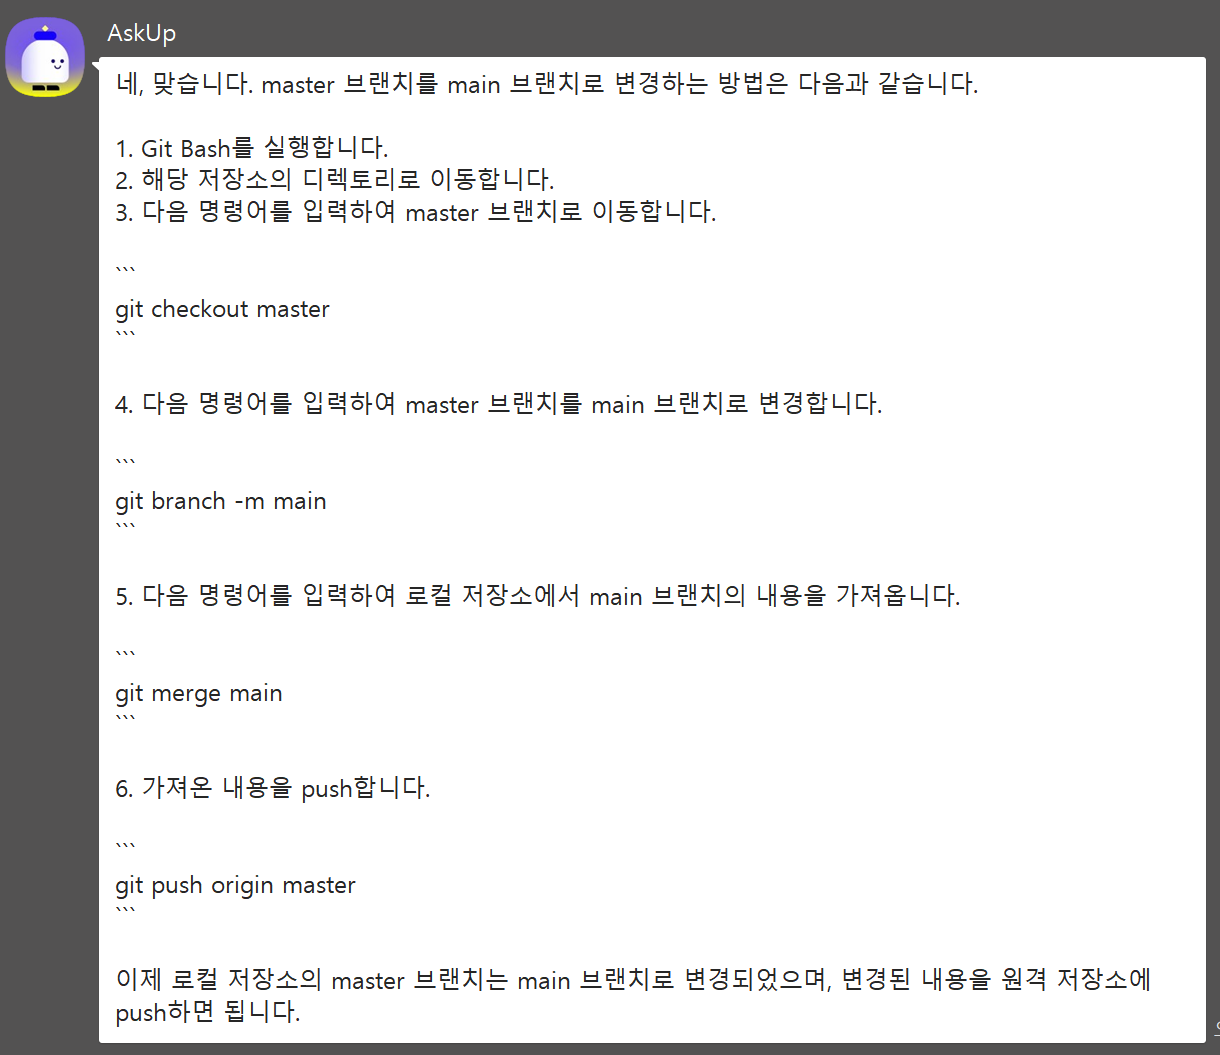 AskUp
네, 맞습니다. master 브랜치를 main 브랜치로 변경하는 방법은 다음과 같습니다.
1. Git Bash를 실행합니다.
2. 해당 저장소의 디렉토리로 이동합니다.
3. 다음 명령어를 입력하여 master 브랜치로 이동합니다.
```
git checkout master
```
4. 다음 명령어를 입력하여 master 브랜치를 main 브랜치로 변경합니다.
```
git branch -m main
```
5. 다음 명령어를 입력하여 로컬 저장소에서 main 브랜치의 내용을 가져옵니다.
```
git merge main
```
6. 가져온 내용을 push합니다.
```
git push origin master
```
이제 로컬 저장소의 master 브랜치는 main 브랜치로 변경되었으며, 변경된 내용을 원격 저장소에
push하면 됩니다.